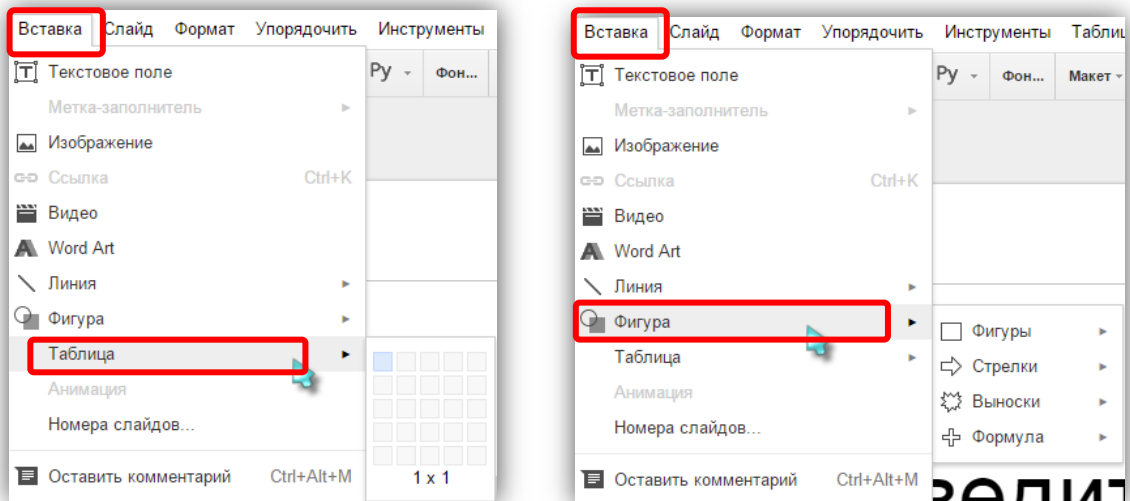 Вставка Слайд Формат Упорядочить Инструменты
Py Фон...
Текстовое поле
Метка-заполнитель
Изображение
Ссылка Ctrl+K
Видео
Word Art
Линия
Фигура
Таблица
Анимация
Номера слайдов...
1 x 1
Оставить комментарий Ctrl+Alt+M
Вставка Слайд Формат Упорядочить Инструменты
Py Фон... Макет
Текстовое поле
Метка-заполнитель
Изображение
Ссылка Ctrl+K
Видео
Word Art
Линия
Фигура
Таблица
Анимация
Номера слайдов...
Фигуры
Стрелки
Выноски
Формула
Оставить комментарий Ctrl+Alt+M